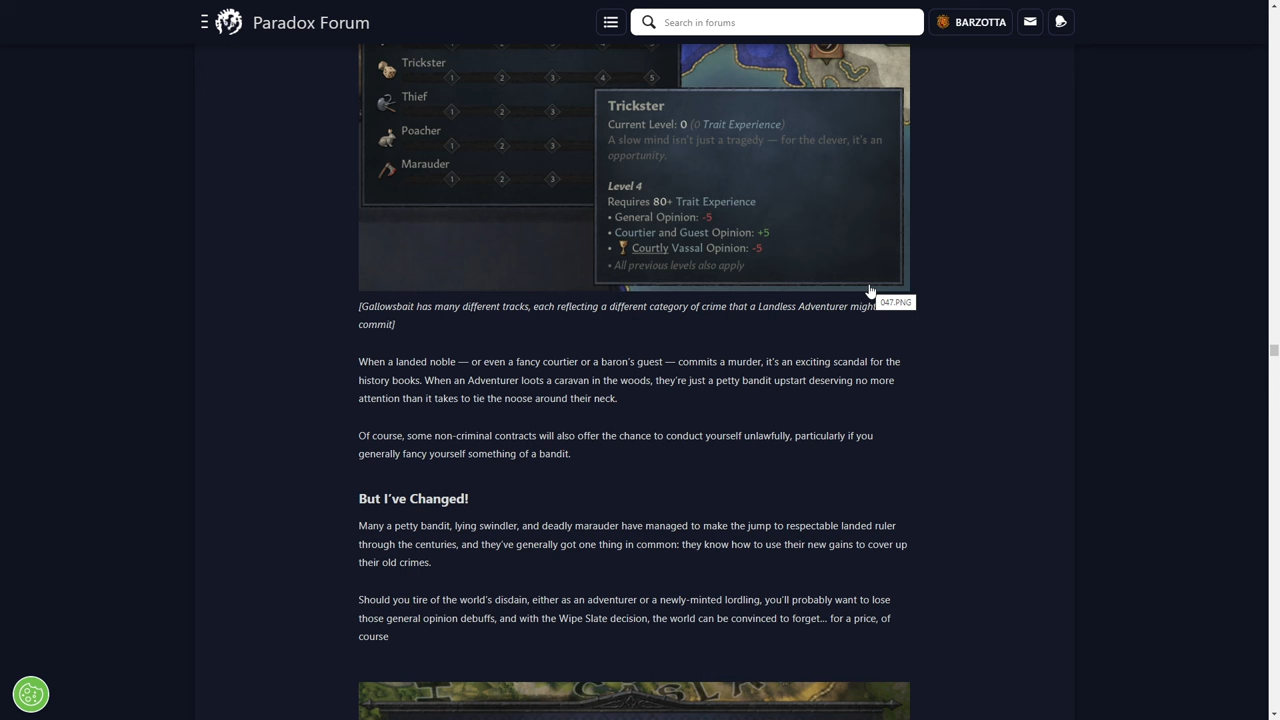 Paradox Forum
Search in forums
BARZOTTA
Trickster
1 2 3 4 5
Thief
1 2 3
Poacher
1 2 3
Marauder
1 2 3
Trickster
Current Level: 0 (0 Trait Experience)
A slow mind isn't just a tragedy — for the clever, it's an
opportunity.
Level 4
Requires 80+ Trait Experience
• General Opinion: -5
• Courtier and Guest Opinion: +5
• Courtly Vassal Opinion: -5
• All previous levels also apply
047.PNG
[Gallowsbait has many different tracks, each reflecting a different category of crime that a Landless Adventurer might
commit]
When a landed noble — or even a fancy courtier or a baron's guest — commits a murder, it's an exciting scandal for the
history books. When an Adventurer loots a caravan in the woods, they're just a petty bandit upstart deserving no more
attention than it takes to tie the noose around their neck.
Of course, some non-criminal contracts will also offer the chance to conduct yourself unlawfully, particularly if you
generally fancy yourself something of a bandit.
But I've Changed!
Many a petty bandit, lying swindler, and deadly marauder have managed to make the jump to respectable landed ruler
through the centuries, and they've generally got one thing in common: they know how to use their new gains to cover up
their old crimes.
Should you tire of the world's disdain, either as an adventurer or a newly-minted lordling, you'll probably want to lose
those general opinion debuffs, and with the Wipe Slate decision, the world can be convinced to forget... for a price, of
course